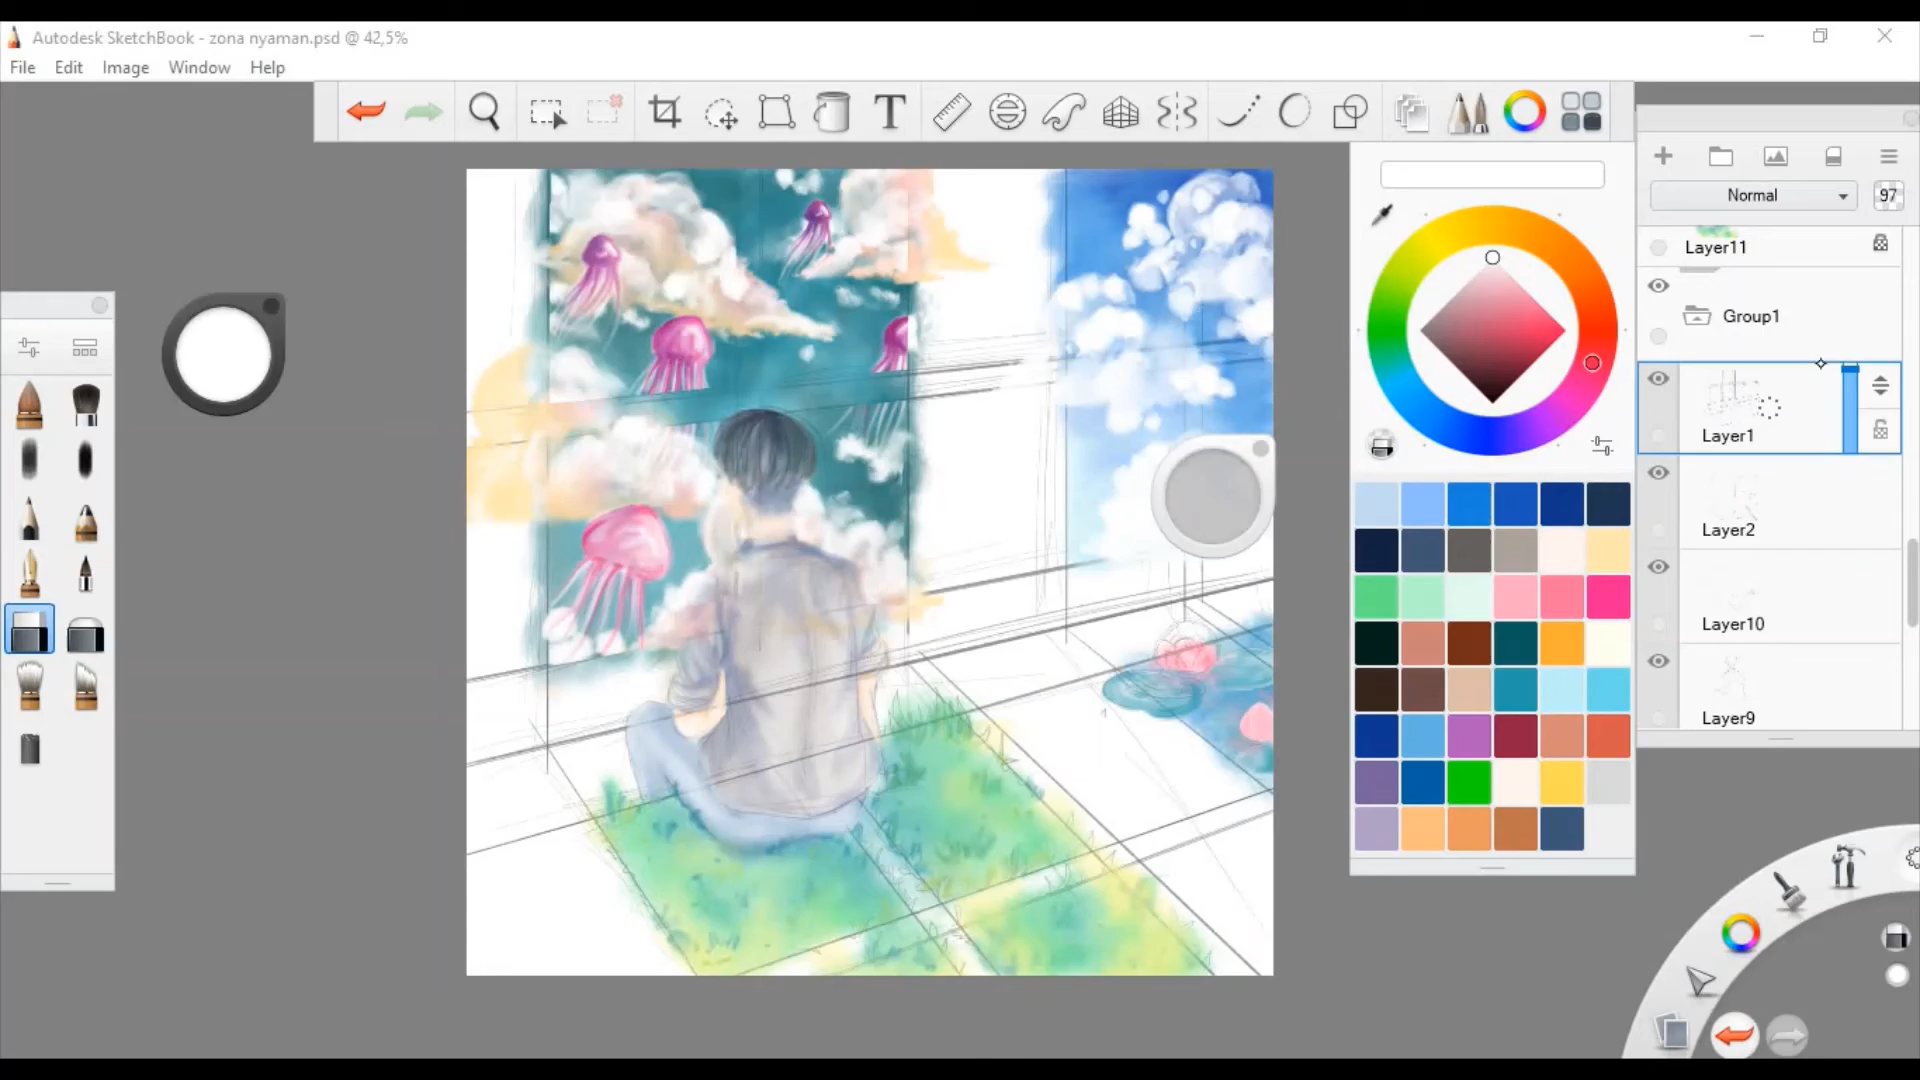 Autodesk SketchBook - zona nyaman.psd @ 42,5%
File Edit Image Window Help
T
Normal 97
Layer11
Group1
Layer1
Layer2
Layer10
Layer9